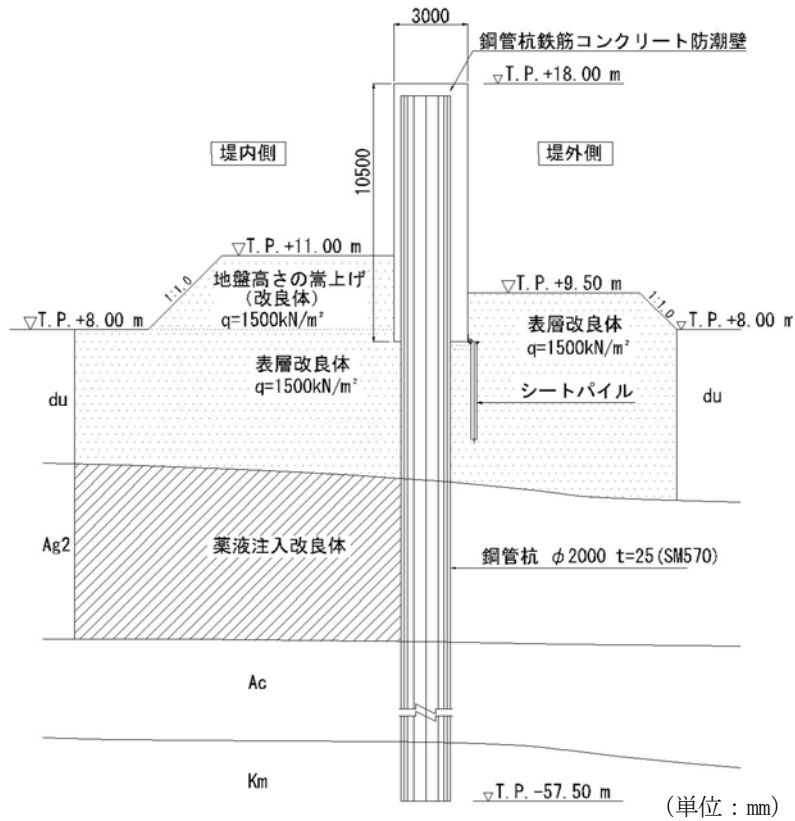 3000
鋼管杭鉄筋コンクリート防潮壁
▽T.P.+18.00 m
堤内側
堤外側
10500
▽T.P.+11.00 m
地盤高さの嵩上げ
(改良体)
q=1500kN/m²
1:1.0
▽T.P.+9.50 m
1:1.0
▽T.P.+8.00 m
▽T.P.+8.00 m
表層改良体
q=1500kN/m²
表層改良体
q=1500kN/m²
シートパイル
du
du
Ag2
薬液注入改良体
鋼管杭 φ2000 t=25(SM570)
Ac
Km
▽T.P.-57.50 m
(単位:mm)